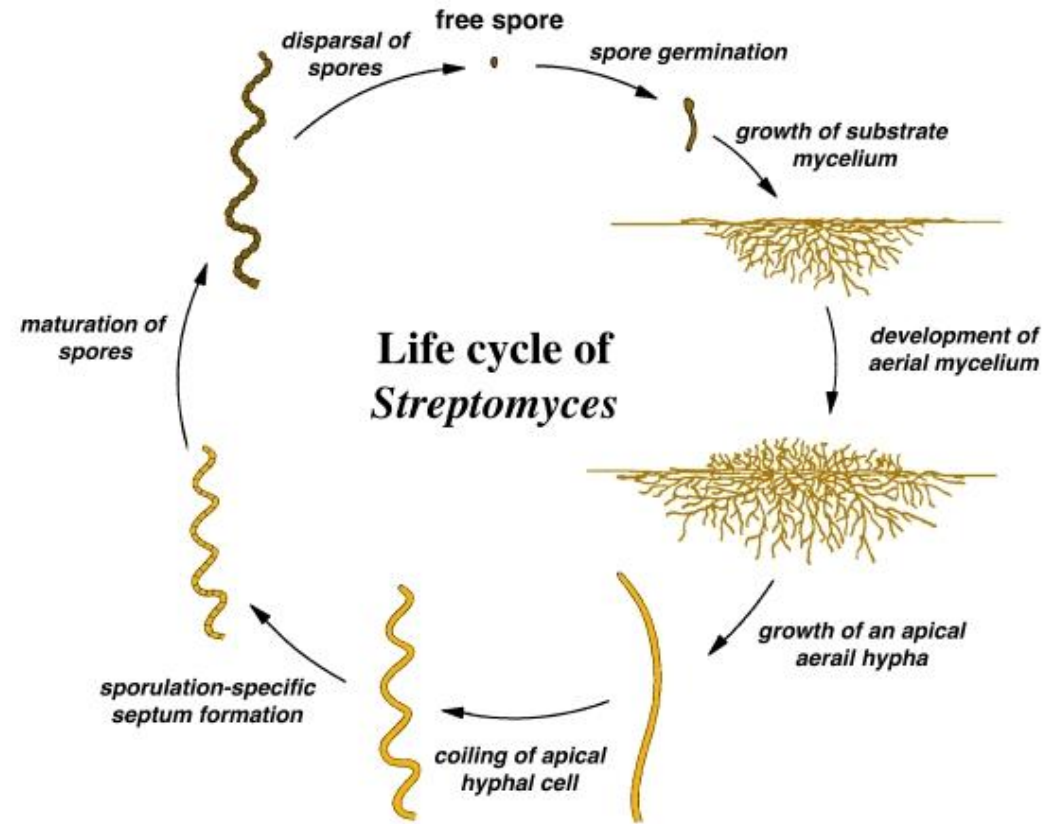 free spore
disparsal of
spores
spore germination
growth of substrate
mycelium
development of
aerial mycelium
growth of an apical
aerail hypha
coiling of apical
hyphal cell
sporulation-specific
septum formation
maturation of
spores
Life cycle of
Streptomyces